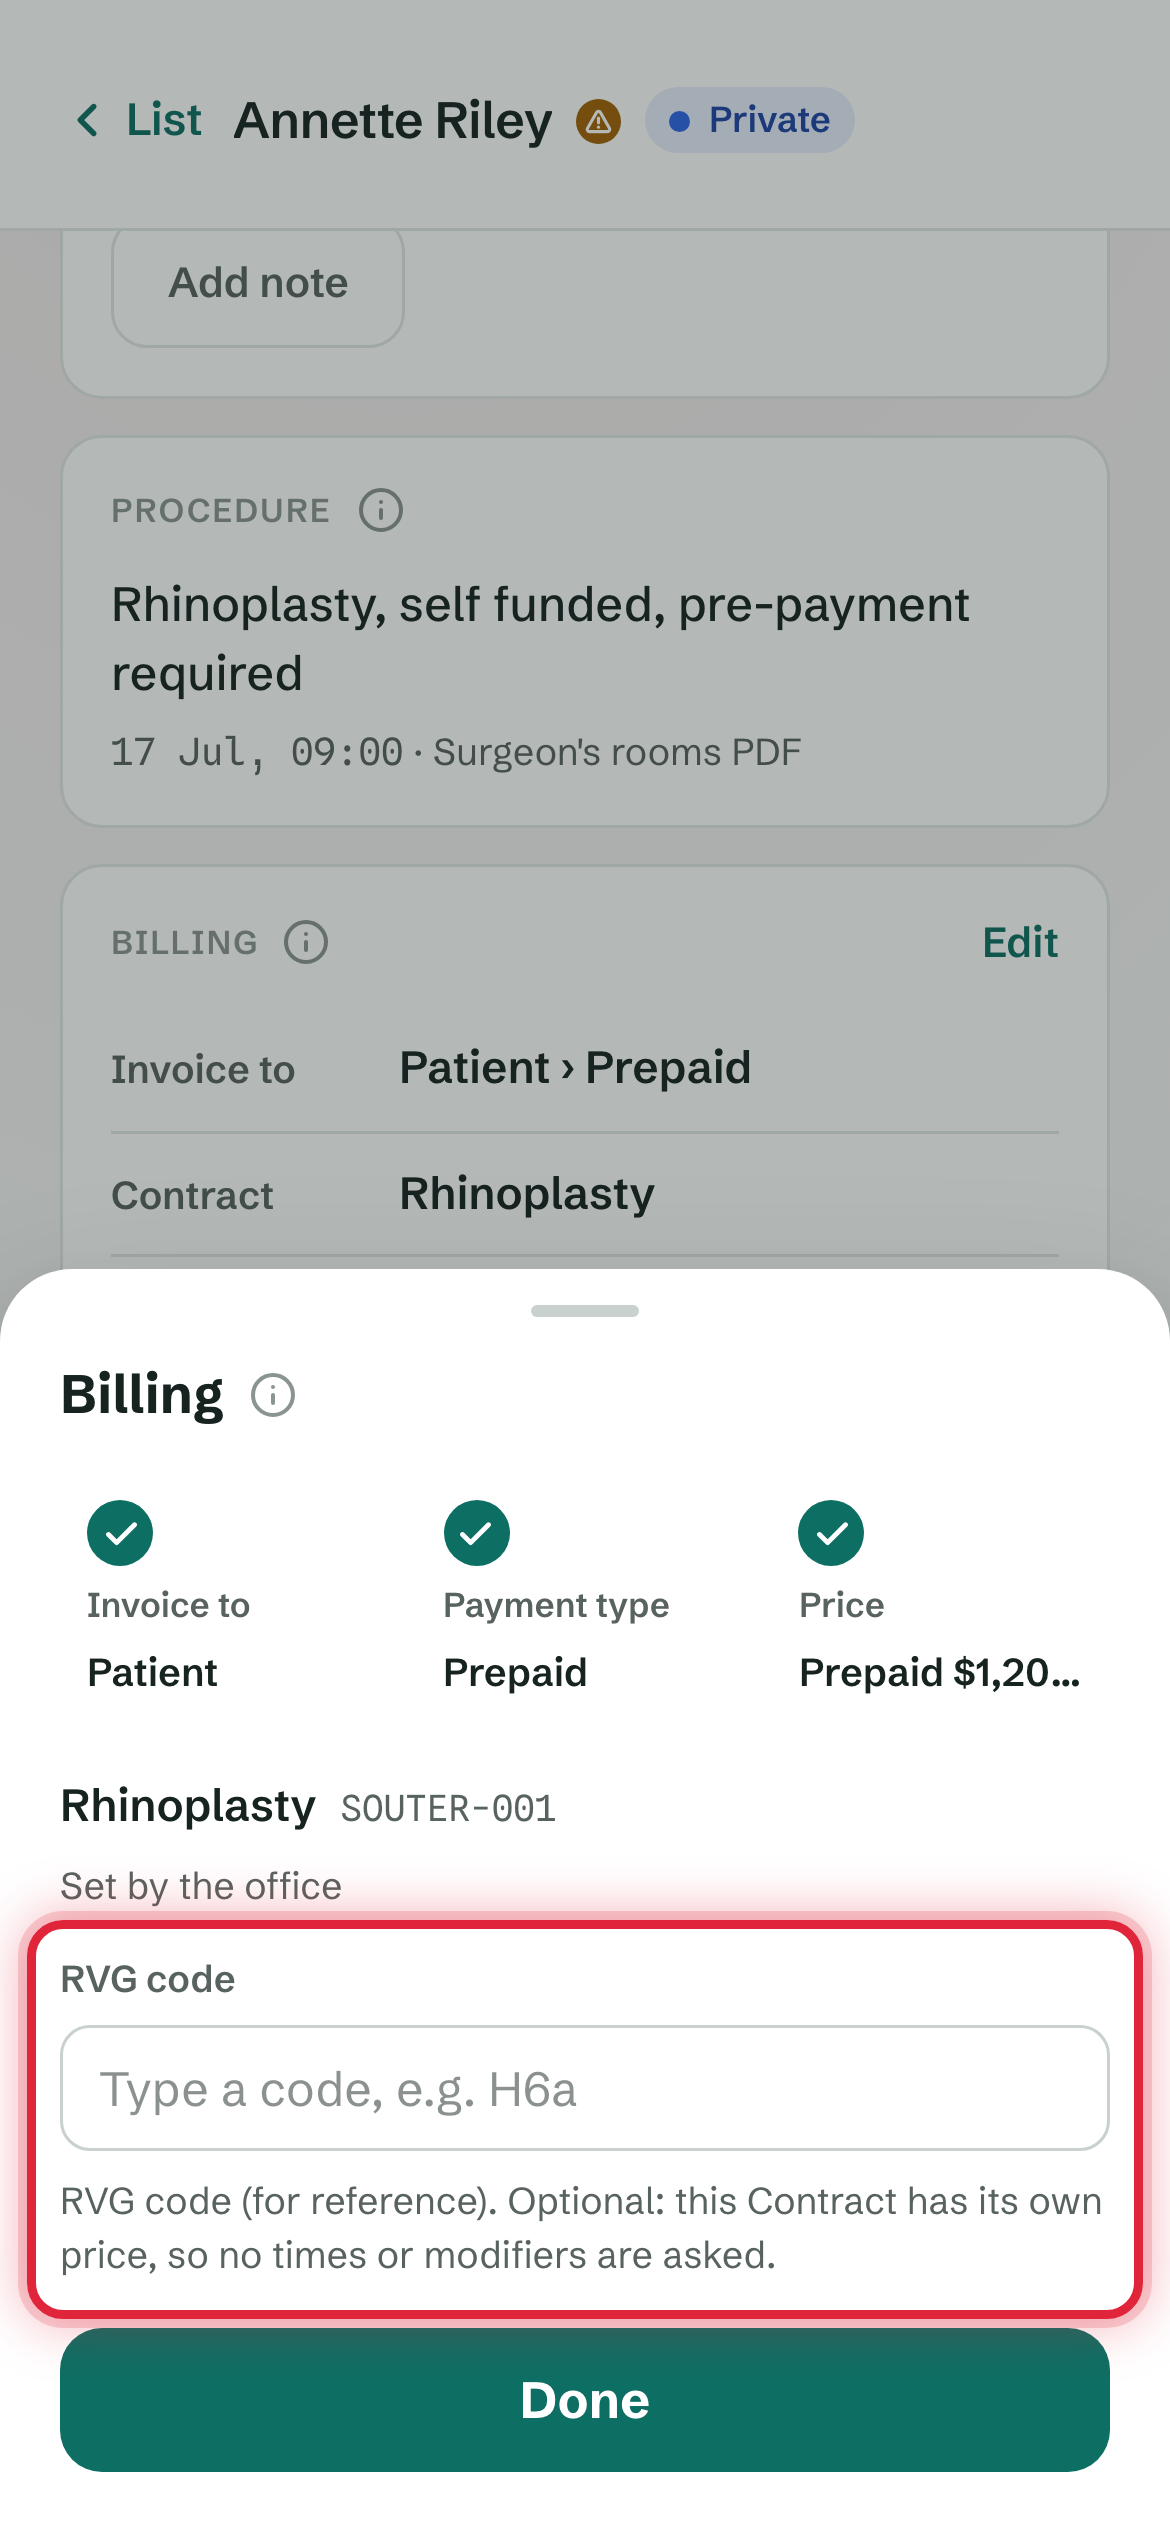 List Annette Riley Private
Add note
PROCEDURE
Rhinoplasty, self funded, pre-payment
required
17 Jul, 09:00 · Surgeon's rooms PDF
BILLING Edit
Invoice to Patient › Prepaid
Contract Rhinoplasty
Billing
Invoice to Payment type Price
Patient Prepaid Prepaid $1,20...
Rhinoplasty SOUTER-001
Set by the office
RVG code
Type a code, e.g. H6a
RVG code (for reference). Optional: this Contract has its own
price, so no times or modifiers are asked.
Done